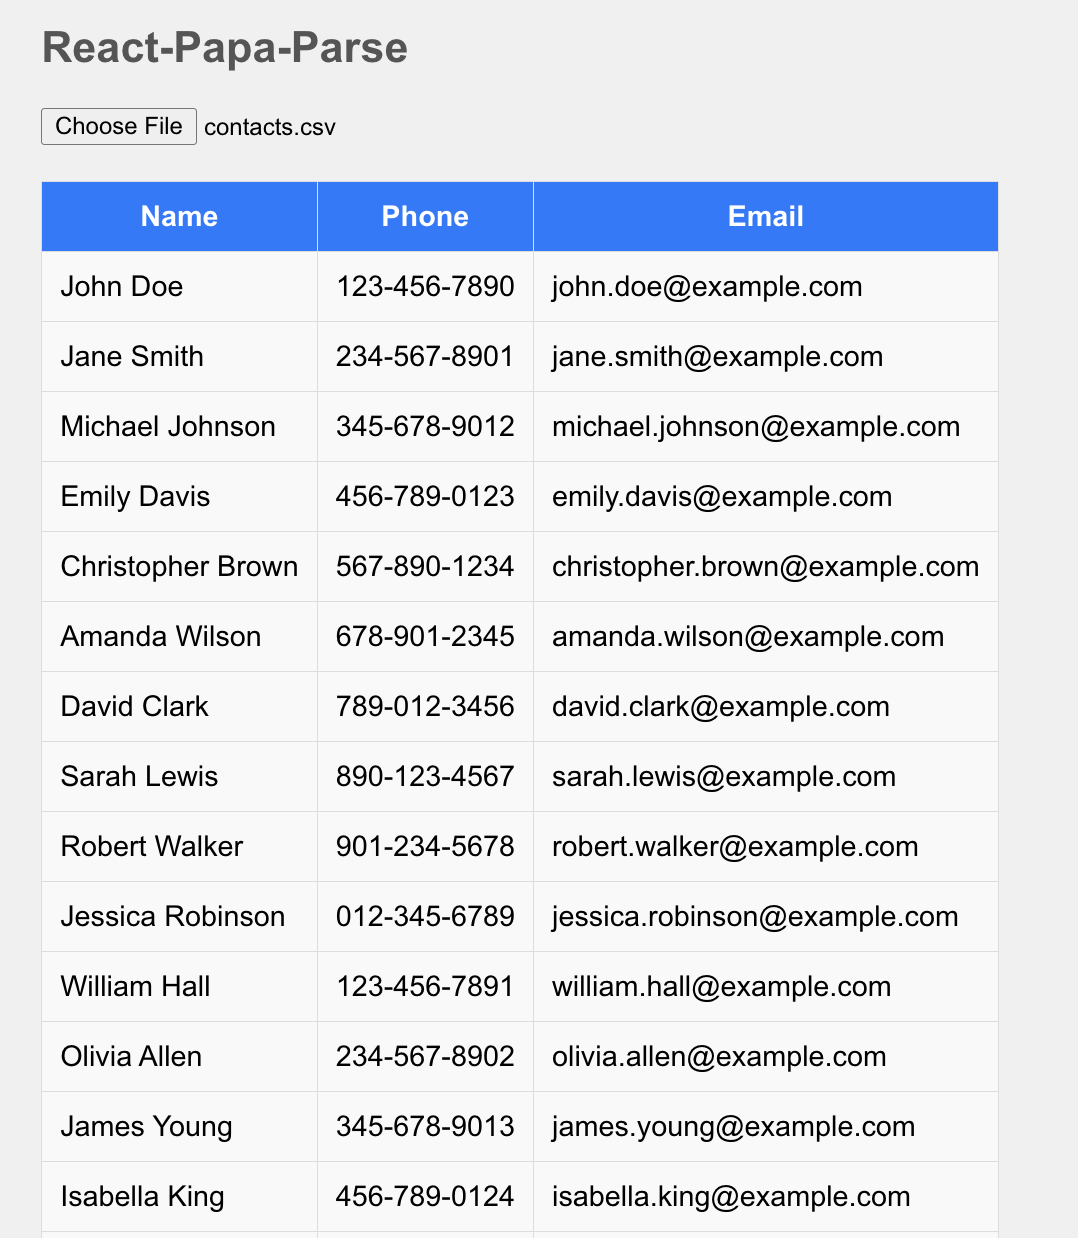 React-Papa-Parse
Choose File contacts.csv
Name Phone Email
John Doe 123-456-7890 john.doe@example.com
Jane Smith 234-567-8901 jane.smith@example.com
Michael Johnson 345-678-9012 michael.johnson@example.com
Emily Davis 456-789-0123 emily.davis@example.com
Christopher Brown 567-890-1234 christopher.brown@example.com
Amanda Wilson 678-901-2345 amanda.wilson@example.com
David Clark 789-012-3456 david.clark@example.com
Sarah Lewis 890-123-4567 sarah.lewis@example.com
Robert Walker 901-234-5678 robert.walker@example.com
Jessica Robinson 012-345-6789 jessica.robinson@example.com
William Hall 123-456-7891 william.hall@example.com
Olivia Allen 234-567-8902 olivia.allen@example.com
James Young 345-678-9013 james.young@example.com
Isabella King 456-789-0124 isabella.king@example.com